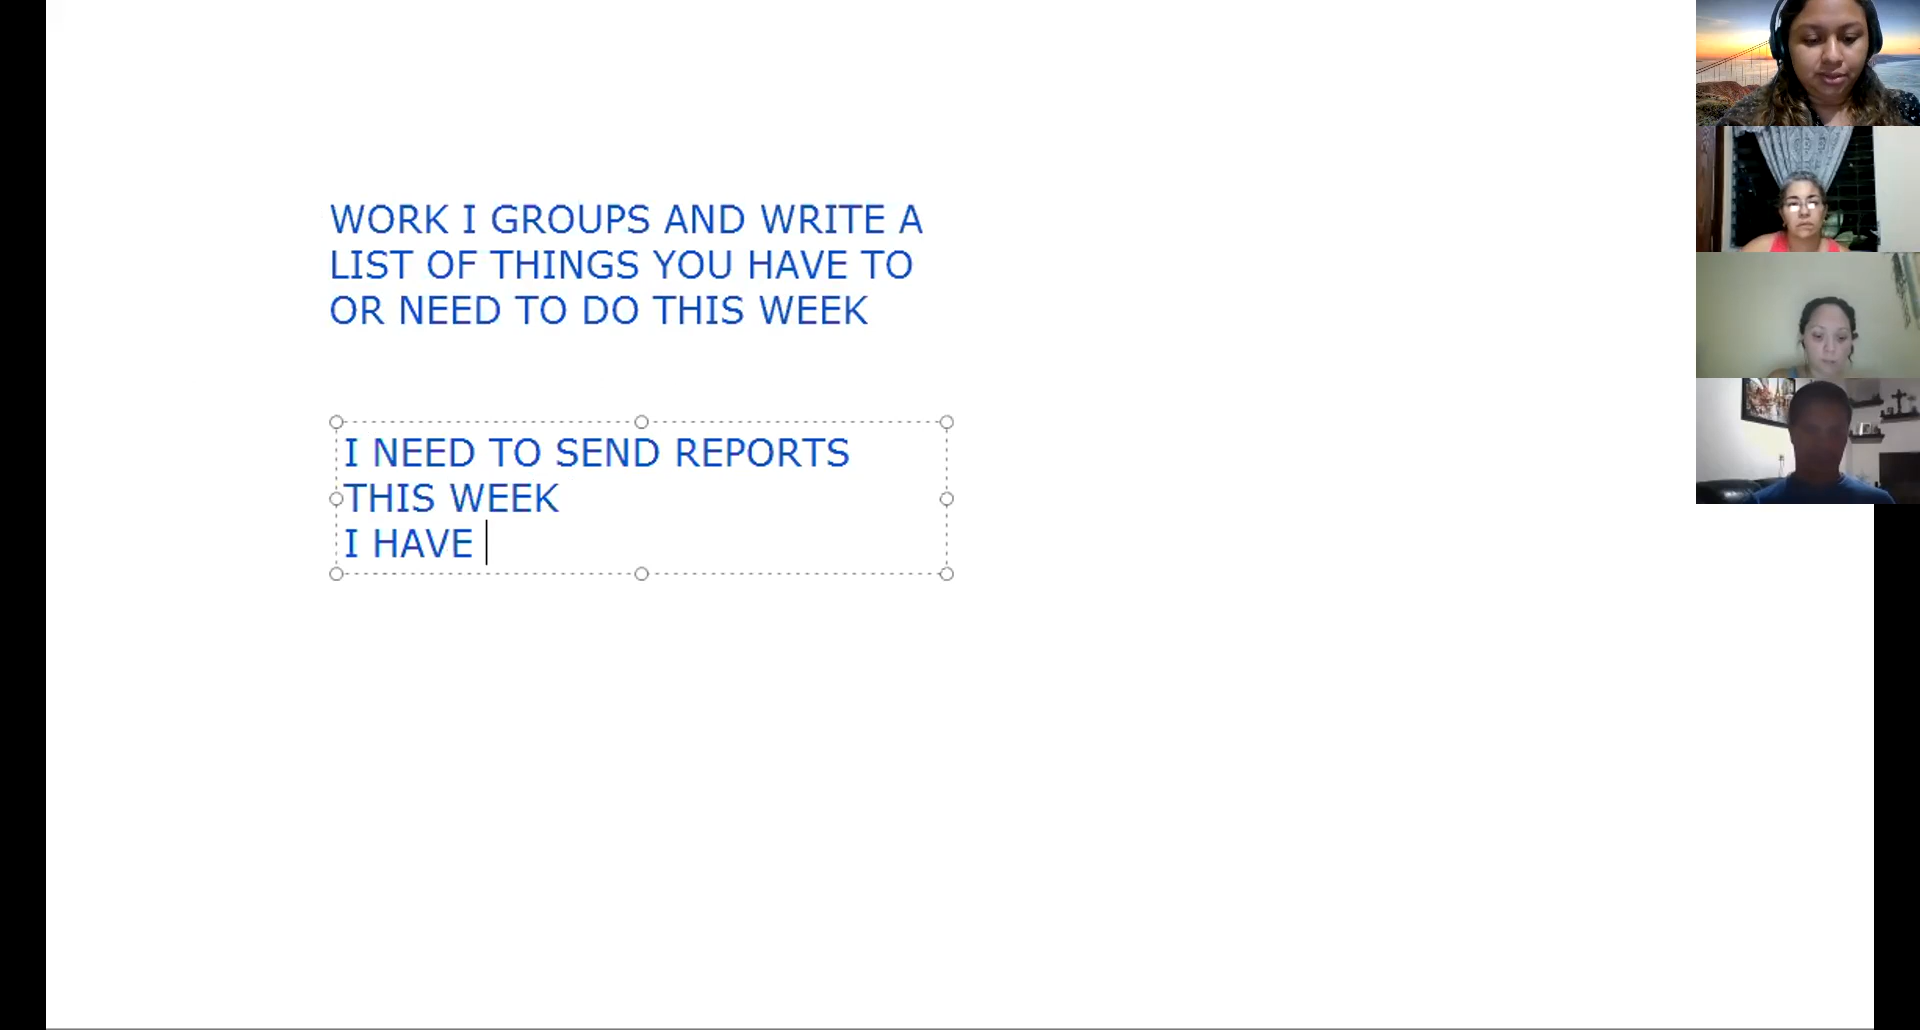 WORK I GROUPS AND WRITE A
LIST OF THINGS YOU HAVE TO
OR NEED TO DO THIS WEEK
I NEED TO SEND REPORTS
THIS WEEK
I HAVE